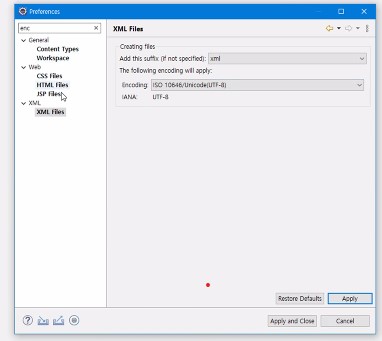 Preferences
enc
General
Content Types
Workspace
Web
CSS Files
HTML Files
JSP Files
XML
XML Files
XML Files
Creating files
Add this suffix (if not specified): xml
The following encoding will apply:
Encoding: ISO 10646/Unicode(UTF-8)
IANA: UTF-8
Restore Defaults Apply
Apply and Close Cancel